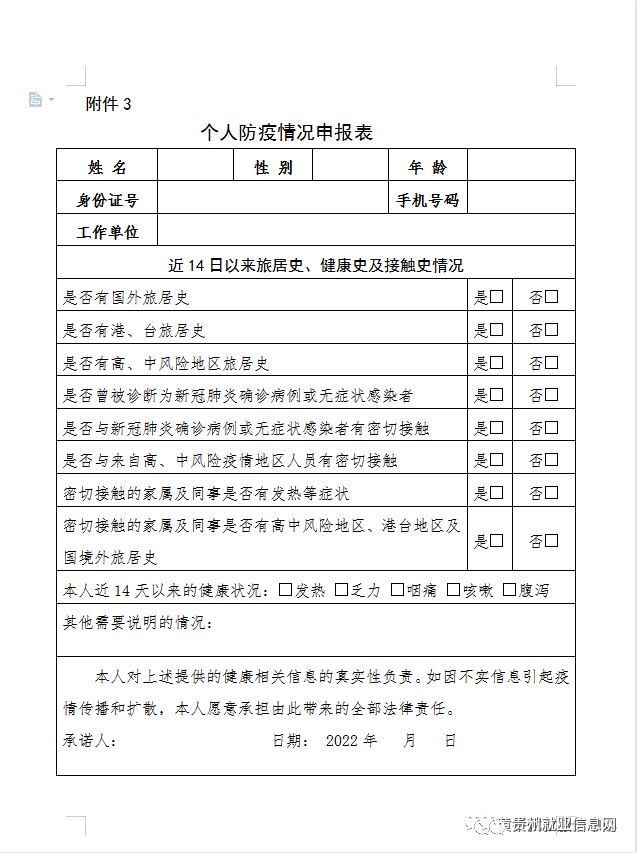 附件 3
个人防疫情况申报表
姓 名 性 别 年 龄
身份证号 手机号码
工作单位
近14日以来旅居史、健康史及接触史情况
是否有国外旅居史 是□ 否□
是否有港、台旅居史 是□ 否□
是否有高、中风险地区旅居史 是□ 否□
是否曾被诊断为新冠肺炎确诊病例或无症状感染者 是□ 否□
是否与新冠肺炎确诊病例或无症状感染者有密切接触 是□ 否□
是否与来自高、中风险疫情地区人员有密切接触 是□ 否□
密切接触的家属及同事是否有发热等症状 是□ 否□
密切接触的家属及同事是否有高中风险地区、港台地区及
国境外旅居史 是□ 否□
本人近14天以来的健康状况：□发热 □乏力 □咽痛 □咳嗽 □腹泻
其他需要说明的情况：
本人对上述提供的健康相关信息的真实性负责。如因不实信息引起疫
情传播和扩散，本人愿意承担由此带来的全部法律责任。
承诺人： 日期： 2022年 月 日
贵州就业信息网